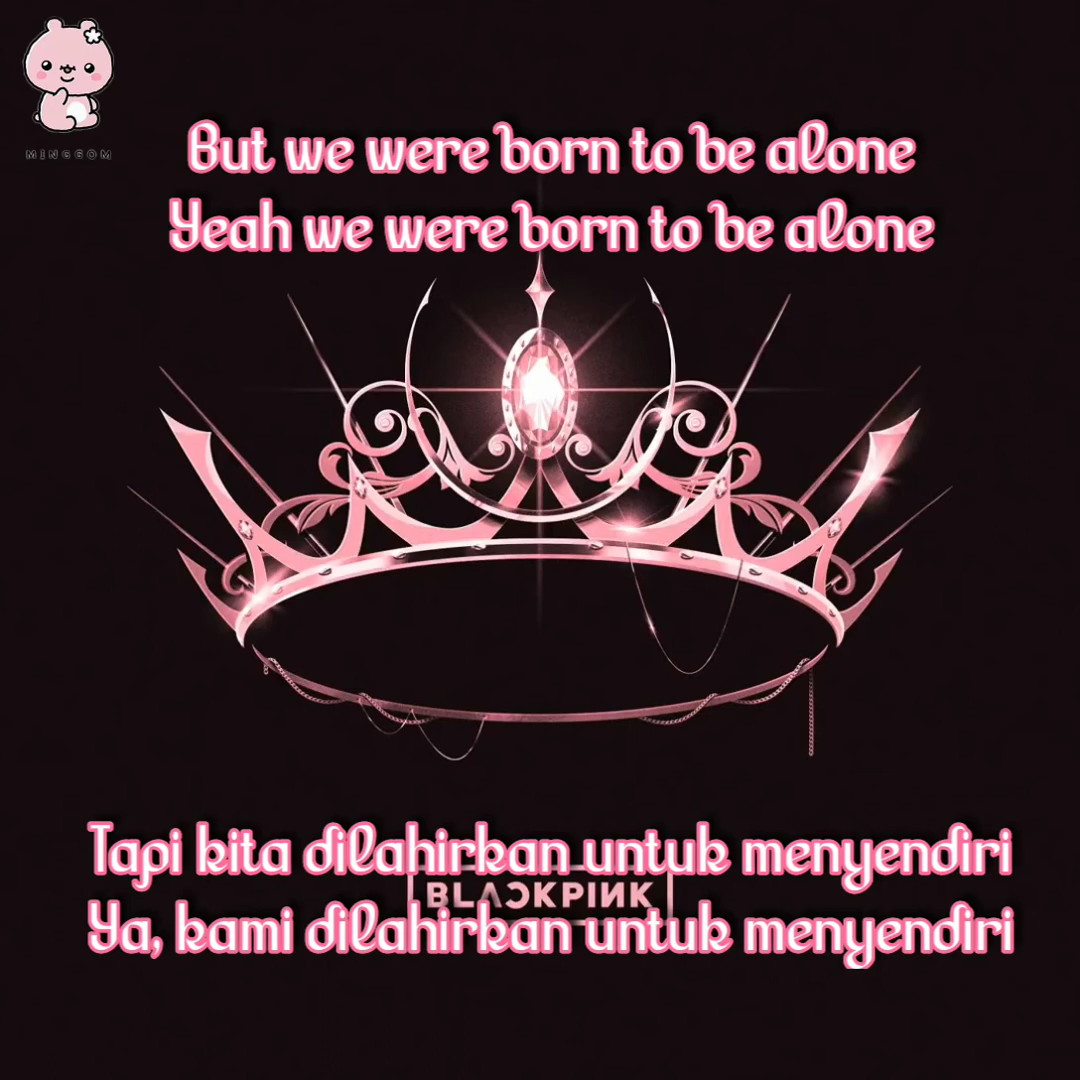 MINGGOM
But we were born to be alone
Yeah we were born to be alone
Tapi kita dilahirkan untuk menyendiri
BLACKPINK
Ya, kami dilahirkan untuk menyendiri